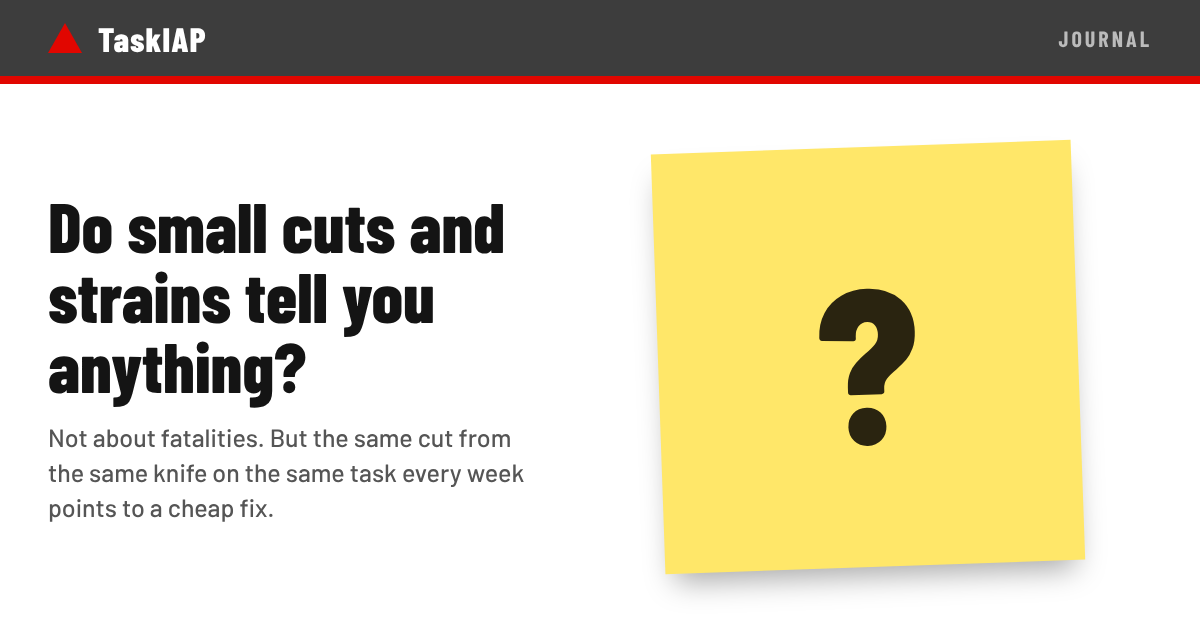 TaskIAP
JOURNAL
Do small cuts and
strains tell you
anything?
Not about fatalities. But the same cut from
the same knife on the same task every week
points to a cheap fix.
?